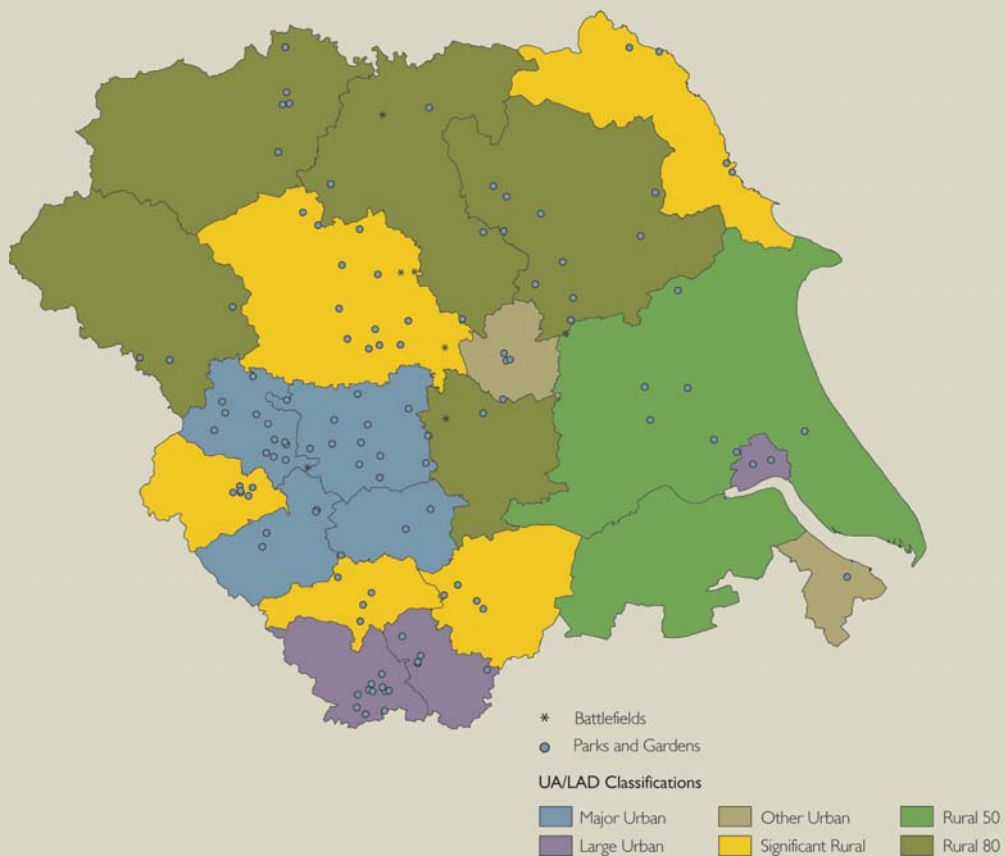 Battlefields
Parks and Gardens
UA/LAD Classifications
Major Urban
Other Urban
Rural 50
Large Urban
Significant Rural
Rural 80